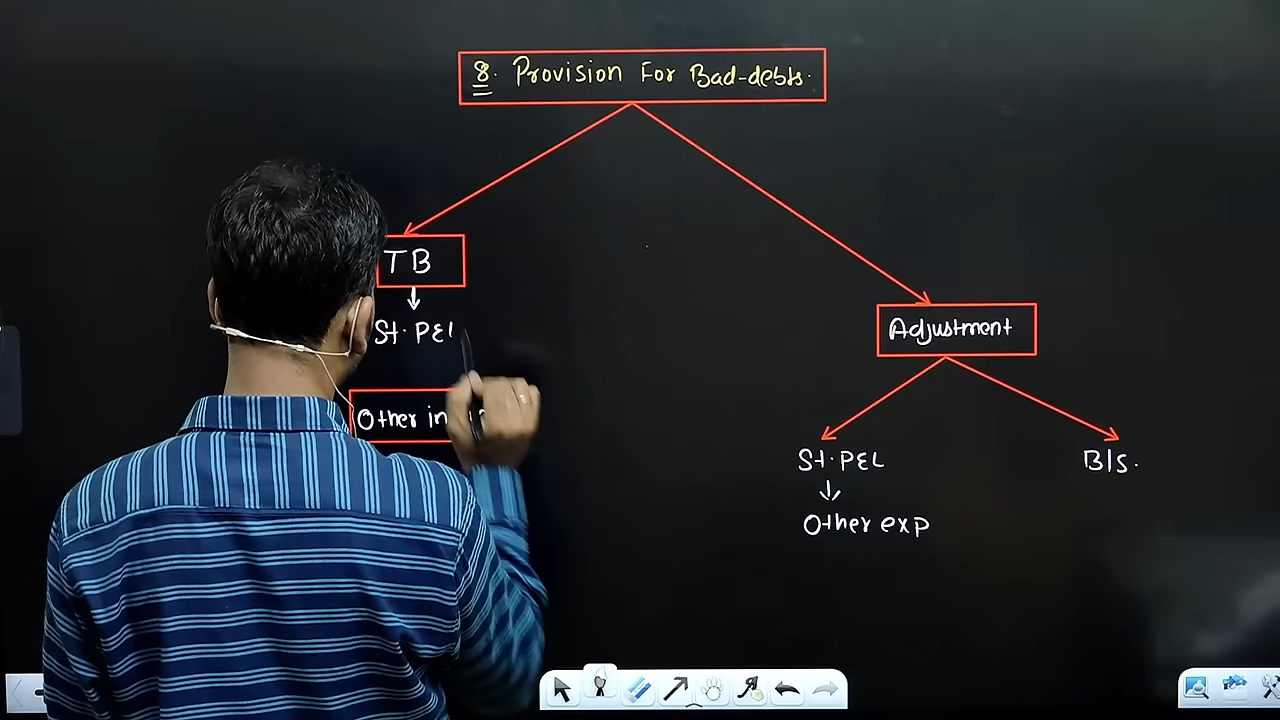 8. Provision For Bad-debts.
TB
St. P&L
Other in
Adjustment
St. P&L
Other exp
B/s.